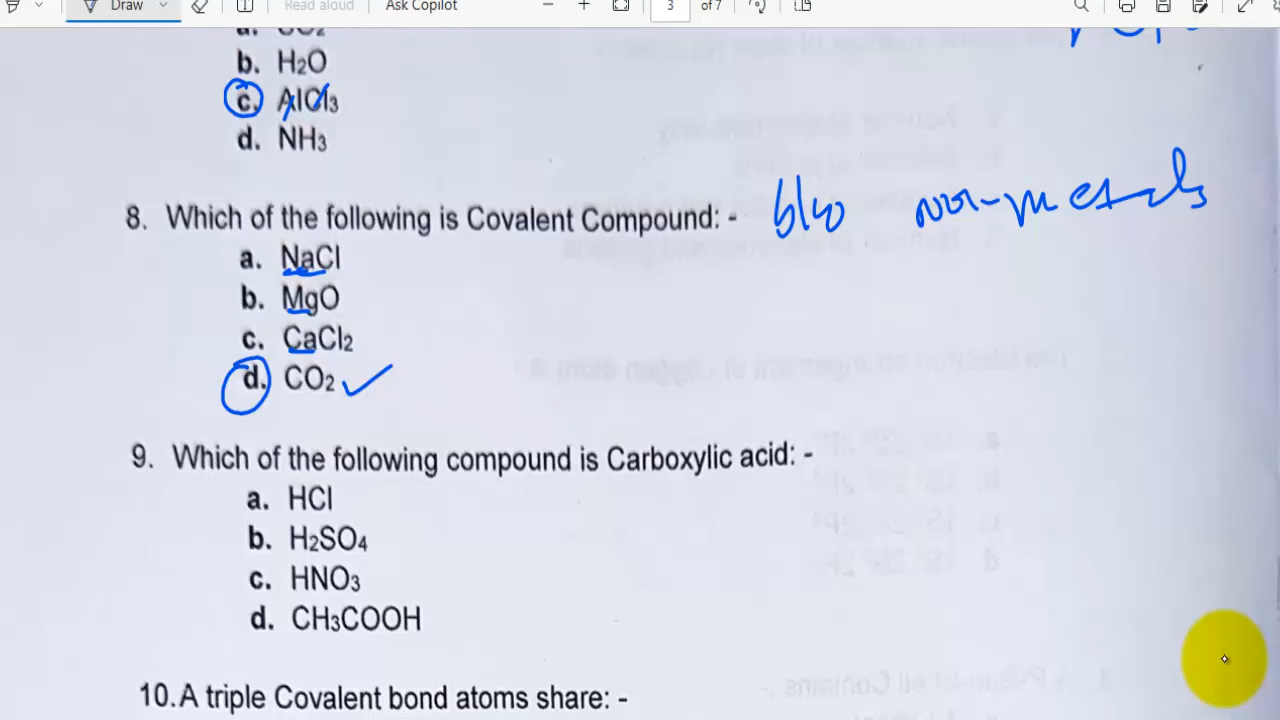 Draw
Read aloud
Ask Copilot
3 of 7
a. CO2
b. H2O
c. AlCl3
d. NH3
8. Which of the following is Covalent Compound: - b/w non-metals
a. NaCl
b. MgO
c. CaCl2
d. CO2
9. Which of the following compound is Carboxylic acid: -
a. HCl
b. H2SO4
c. HNO3
d. CH3COOH
10. A triple Covalent bond atoms share: -